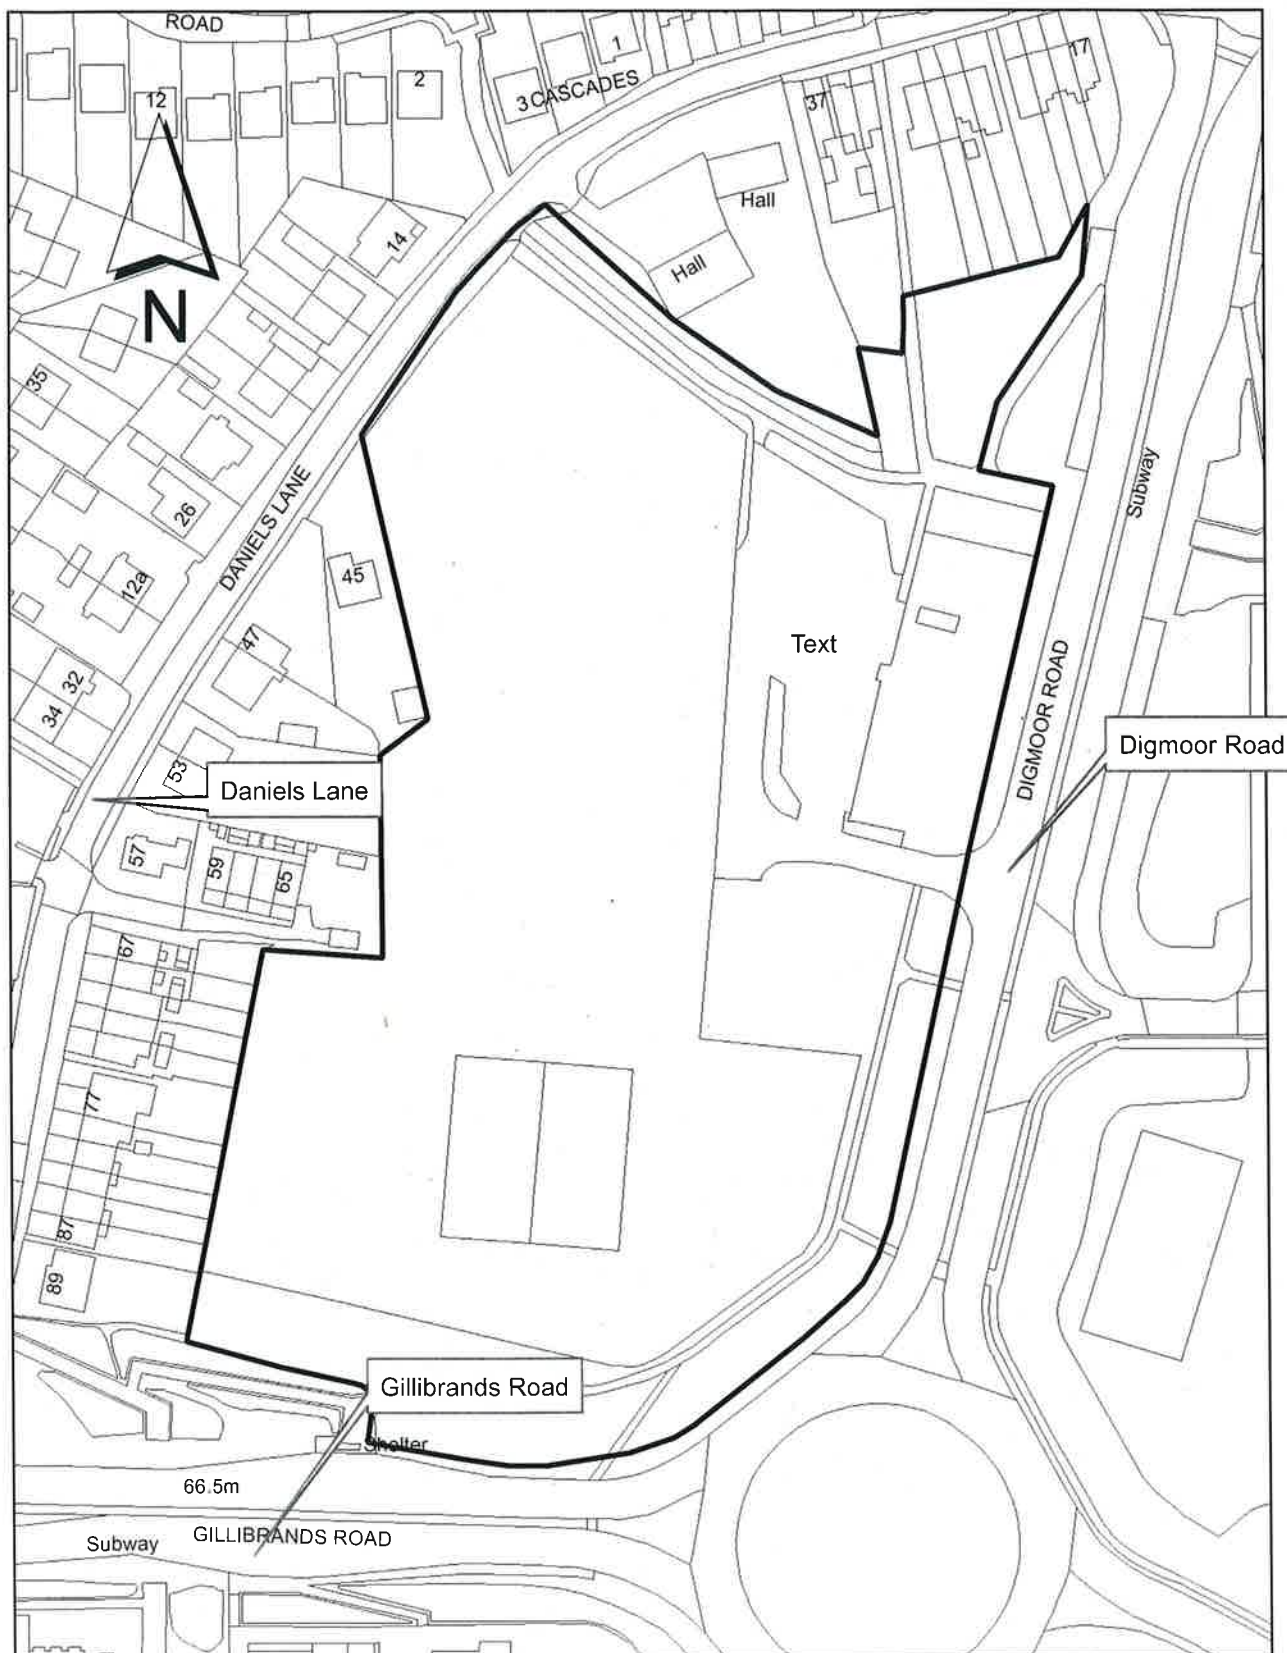 ROAD
1
2
3 CASCADES
12
17
37
Hall
14
Hall
N
35
Subway
26
DANIELS LANE
45
12a
47
Text
32
34
DIGMOOR ROAD
Digmoor Road
53
Daniels Lane
57
59
65
67
77
87
89
Gillibrands Road
Shelter
66.5m
GILLIBRANDS ROAD
Subway